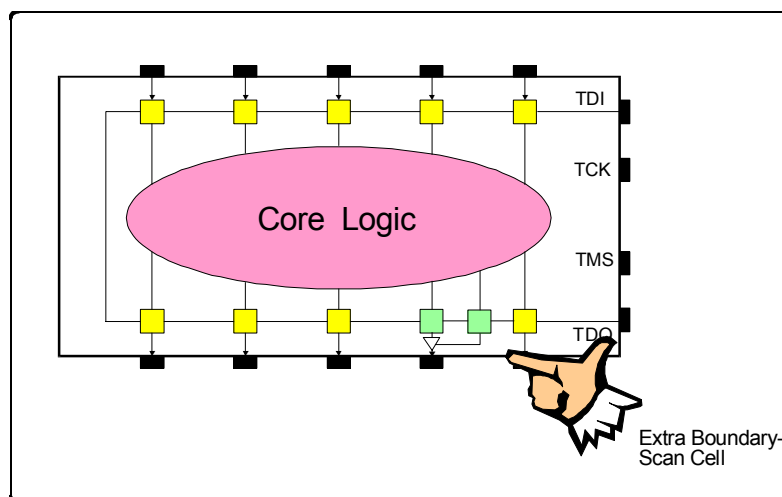 TDI
TCK
Core Logic
TMS
TDO
Extra Boundary-
Scan Cell